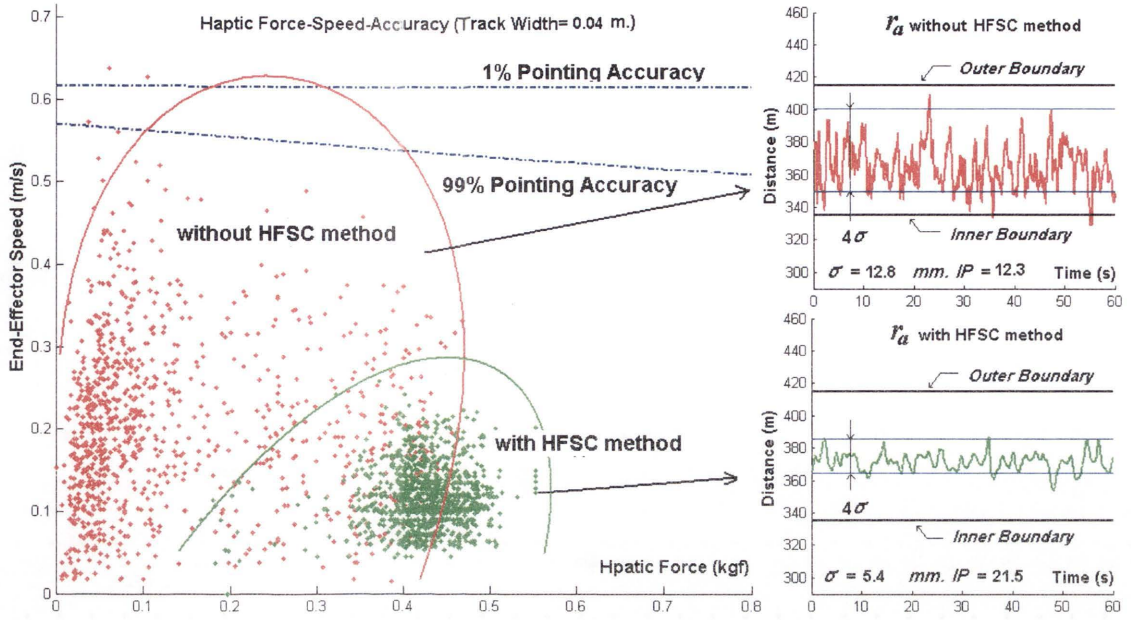 Haptic Force-Speed-Accuracy (Track Width= 0.04 m.)
1% Pointing Accuracy
99% Pointing Accuracy
without HFSC method
with HFSC method
End-Effector Speed (m/s)
0.7
0.6
0.5
0.4
0.3
0.2
0.1
0
Hpatic Force (kgf)
0 0.1 0.2 0.3 0.4 0.5 0.6 0.7 0.8
rₐ without HFSC method
Outer Boundary
Inner Boundary
4σ
σ = 12.8 mm. IP = 12.3 Time (s)
Distance (m)
460
440
420
400
380
360
340
320
300
0 10 20 30 40 50 60
rₐ with HFSC method
Outer Boundary
4σ
Inner Boundary
σ = 5.4 mm. IP = 21.5 Time (s)
Distance (m)
460
440
420
400
380
360
340
320
300
0 10 20 30 40 50 60